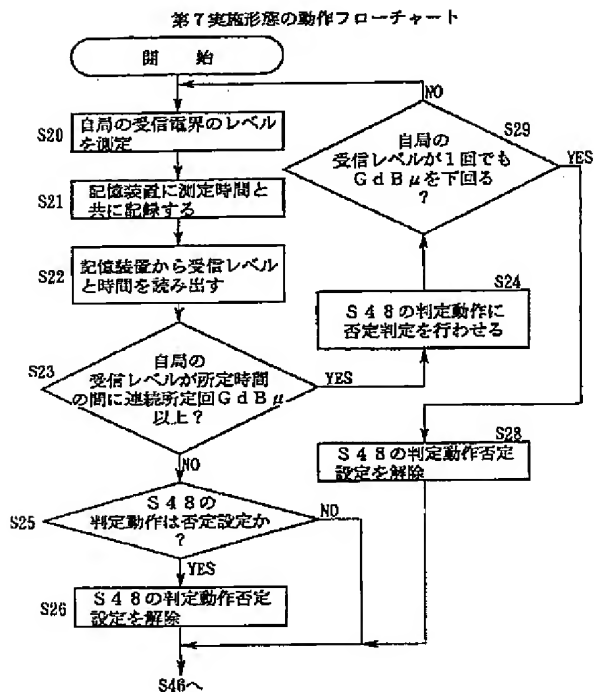 第7実施形態の動作フローチャート
開　始
S20
自局の受信電界のレベル
を測定
S21
記憶装置に測定時間と
共に記録する
S22
記憶装置から受信レベル
と時間を読み出す
S23
自局の
受信レベルが所定時間
の間に連続所定回GdBμ
以上?
YES
NO
S24
S48の判定動作に
否定判定を行わせる
S29
自局の
受信レベルが1回でも
GdBμを下回る
?
NO
YES
S28
S48の判定動作否定
設定を解除
S25
S48の
判定動作は否定設定か
?
NO
YES
S26
S48の判定動作否定
設定を解除
S46へ